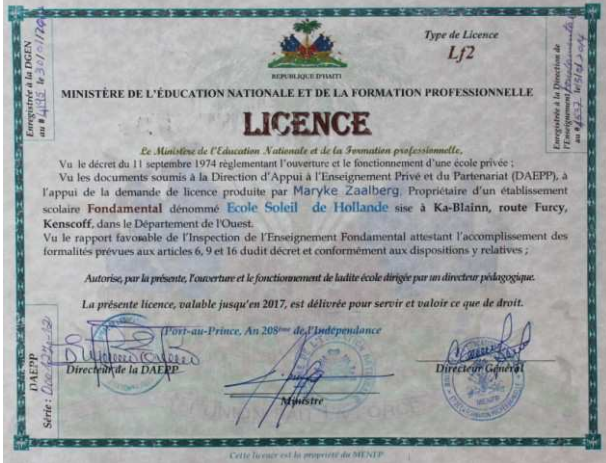 Type de Licence
Lf2
REPUBLIQUE D'HAITI
MINISTÈRE DE L'ÉDUCATION NATIONALE ET DE LA FORMATION PROFESSIONNELLE
LICENCE
Le Ministère de l'Education Nationale et de la Formation professionnelle,
Vu le décret du 11 septembre 1974 règlementant l'ouverture et le fonctionnement d'une école privée ;
Vu les documents soumis à la Direction d'Appui à l'Enseignement Privé et du Partenariat (DAEPP), à
l'appui de la demande de licence produite par Maryke Zaalberg, Propriétaire d'un établissement
scolaire Fondamental dénommé Ecole Soleil de Hollande sise à Ka-Blainn, route Furcy,
Kenscoff, dans le Département de l'Ouest.
Vu le rapport favorable de l'Inspection de l'Enseignement Fondamental attestant l'accomplissement des
formalités prévues aux articles 6, 9 et 16 dudit décret et conformément aux dispositions y relatives ;
Autorise, par la présente, l'ouverture et le fonctionnement de ladite école dirigée par un directeur pédagogique.
La présente licence, valable jusqu'en 2017, est délivrée pour servir et valoir ce que de droit.
Port-au-Prince, An 208ème de l'Indépendance
Directeur de la DAEPP
Ministre
Directeur Général
Cette licence est la propriété du MENFP
Enregistrée à la DGEN
au #
Enregistrée à la Direction de
l'Enseignement
au #
DAEPP
Série :